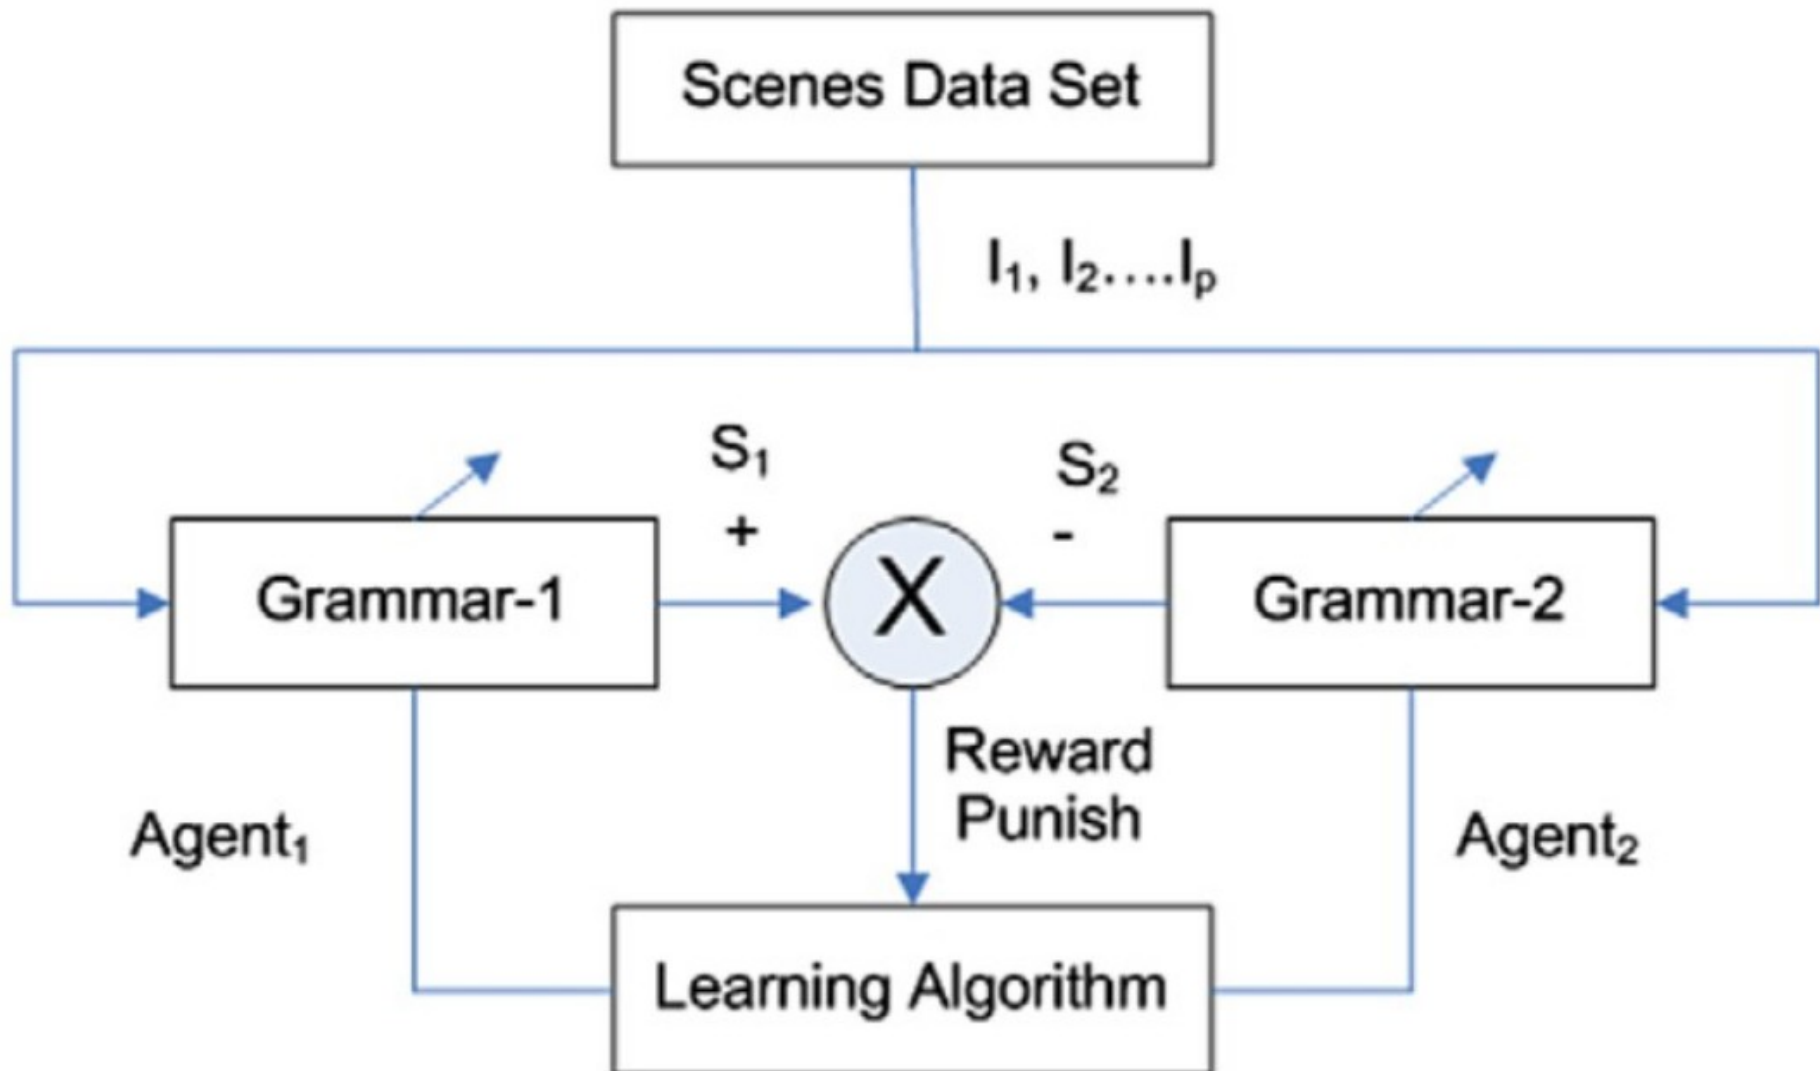 Scenes Data Set
I₁, I₂....Iₚ
S₁
+
S₂
-
Grammar-1
X
Grammar-2
Reward
Punish
Agent₁
Agent₂
Learning Algorithm